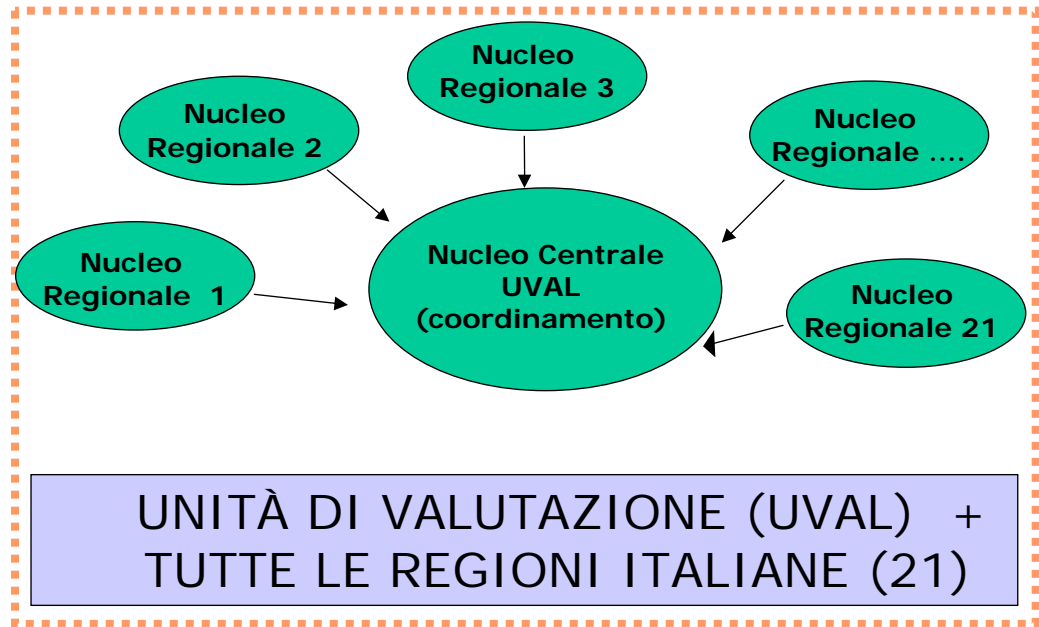 Nucleo
Regionale 3
Nucleo
Regionale 2
Nucleo
Regionale ....
Nucleo
Regionale 1
Nucleo Centrale
UVAL
(coordinamento)
Nucleo
Regionale 21
UNITÀ DI VALUTAZIONE (UVAL) +
TUTTE LE REGIONI ITALIANE (21)